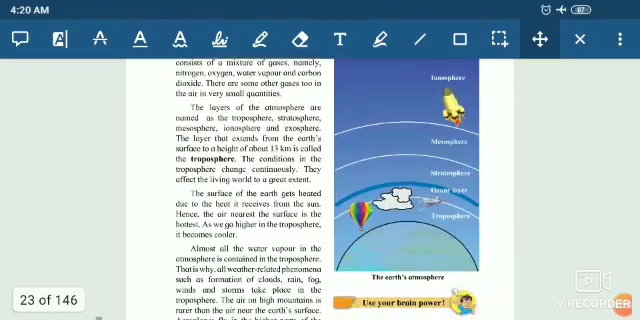 4:20 AM
87
consists of a mixture of gases, namely,
nitrogen, oxygen, water vapour and carbon
dioxide. There are some other gases too in
the air in very small quantities.
The layers of the atmosphere are
named as the troposphere, stratosphere,
mesosphere, ionosphere and exosphere.
The layer that extends from the earth's
surface to a height of about 13 km is called
the troposphere. The conditions in the
troposphere change continuously. They
affect the living world to a great extent.
The surface of the earth gets heated
due to the heat it receives from the sun.
Hence, the air nearest the surface is the
hottest. As we go higher in the troposphere,
it becomes cooler.
Almost all the water vapour in the
atmosphere is contained in the troposphere.
That is why, all weather-related phenomena
such as formation of clouds, rain, fog,
winds and storms take place in the
troposphere. The air on high mountains is
rarer than the air near the earth's surface.
Aeroplanes fly in the higher parts of the
Ionosphere
Mesosphere
Stratosphere
Ozone layer
Troposphere
The earth's atmosphere
Use your brain power!
23 of 146
RECORDER